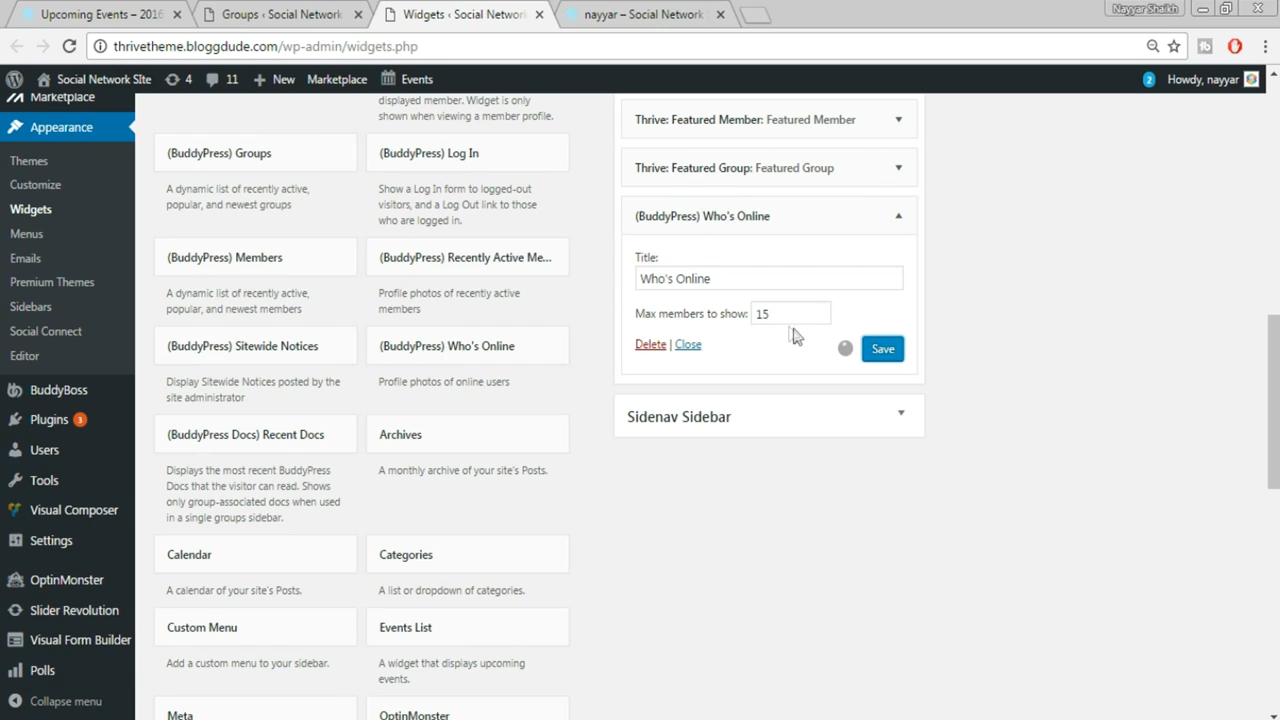 Upcoming Events – 2016
Groups ‹ Social Network
Widgets ‹ Social Network
nayyar – Social Network
Nayyar Shaikh
thrivetheme.bloggdude.com/wp-admin/widgets.php
Social Network SIte
4
11
New
Marketplace
Events
2
Howdy, nayyar
Marketplace
Appearance
Themes
Customize
Widgets
Menus
Emails
Premium Themes
Sidebars
Social Connect
Editor
BuddyBoss
Plugins 3
Users
Tools
Visual Composer
Settings
OptinMonster
Slider Revolution
Visual Form Builder
Polls
Collapse menu
displayed member. Widget is only
shown when viewing a member profile.
(BuddyPress) Groups
A dynamic list of recently active,
popular, and newest groups
(BuddyPress) Log In
Show a Log In form to logged-out
visitors, and a Log Out link to those
who are logged in.
(BuddyPress) Members
A dynamic list of recently active,
popular, and newest members
(BuddyPress) Recently Active Me...
Profile photos of recently active
members
(BuddyPress) Sitewide Notices
Display Sitewide Notices posted by the
site administrator
(BuddyPress) Who's Online
Profile photos of online users
(BuddyPress Docs) Recent Docs
Displays the most recent BuddyPress
Docs that the visitor can read. Shows
only group-associated docs when used
in a single groups sidebar.
Archives
A monthly archive of your site's Posts.
Calendar
A calendar of your site's Posts.
Categories
A list or dropdown of categories.
Custom Menu
Add a custom menu to your sidebar.
Events List
A widget that displays upcoming
events.
Meta
OptinMonster
Thrive: Featured Member: Featured Member
Thrive: Featured Group: Featured Group
(BuddyPress) Who's Online
Title:
Who's Online
Max members to show: 15
Delete | Close
Save
Sidenav Sidebar